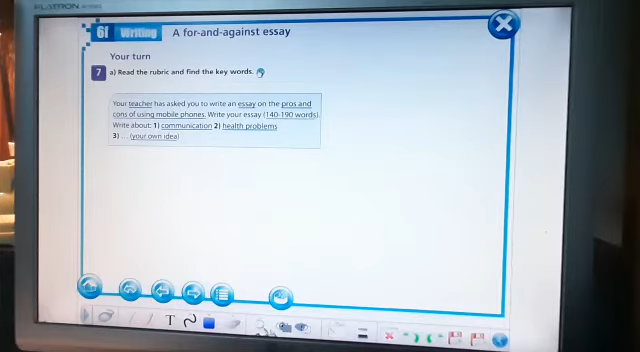 FLATRON
6f Writing A for-and-against essay
Your turn
7 a) Read the rubric and find the key words.
Your teacher has asked you to write an essay on the pros and
cons of using mobile phones. Write your essay (140-190 words).
Write about: 1) communication 2) health problems
3) ... (your own idea)
T